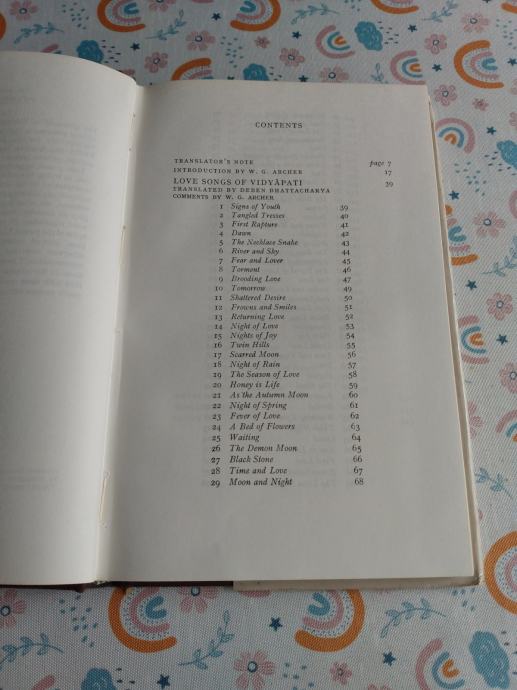 CONTENTS
TRANSLATOR'S NOTE page 7
INTRODUCTION BY W. G. ARCHER 17
LOVE SONGS OF VIDYĀPATI 39
TRANSLATED BY DEBEN BHATTACHARYA
COMMENTS BY W. G. ARCHER
1 Signs of Youth 39
2 Tangled Tresses 40
3 First Rapture 41
4 Dawn 42
5 The Necklace Snake 43
6 River and Sky 44
7 Fear and Lover 45
8 Torment 46
9 Brooding Love 47
10 Tomorrow 49
11 Shattered Desire 50
12 Frowns and Smiles 51
13 Returning Love 52
14 Night of Love 53
15 Nights of Joy 54
16 Twin Hills 55
17 Scarred Moon 56
18 Night of Rain 57
19 The Season of Love 58
20 Honey is Life 59
21 As the Autumn Moon 60
22 Night of Spring 61
23 Fever of Love 62
24 A Bed of Flowers 63
25 Waiting 64
26 The Demon Moon 65
27 Black Stone 66
28 Time and Love 67
29 Moon and Night 68